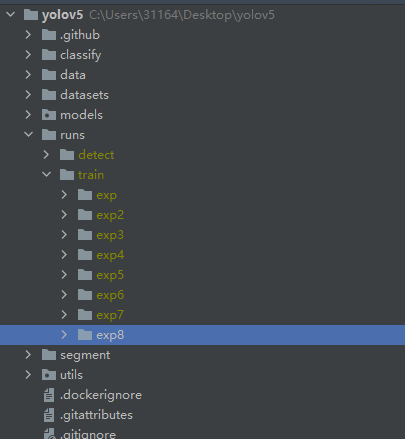 yolov5 C:\Users\31164\Desktop\yolov5
.github
classify
data
datasets
models
runs
detect
train
exp
exp2
exp3
exp4
exp5
exp6
exp7
exp8
segment
utils
.dockerignore
.gitattributes
.gitignore